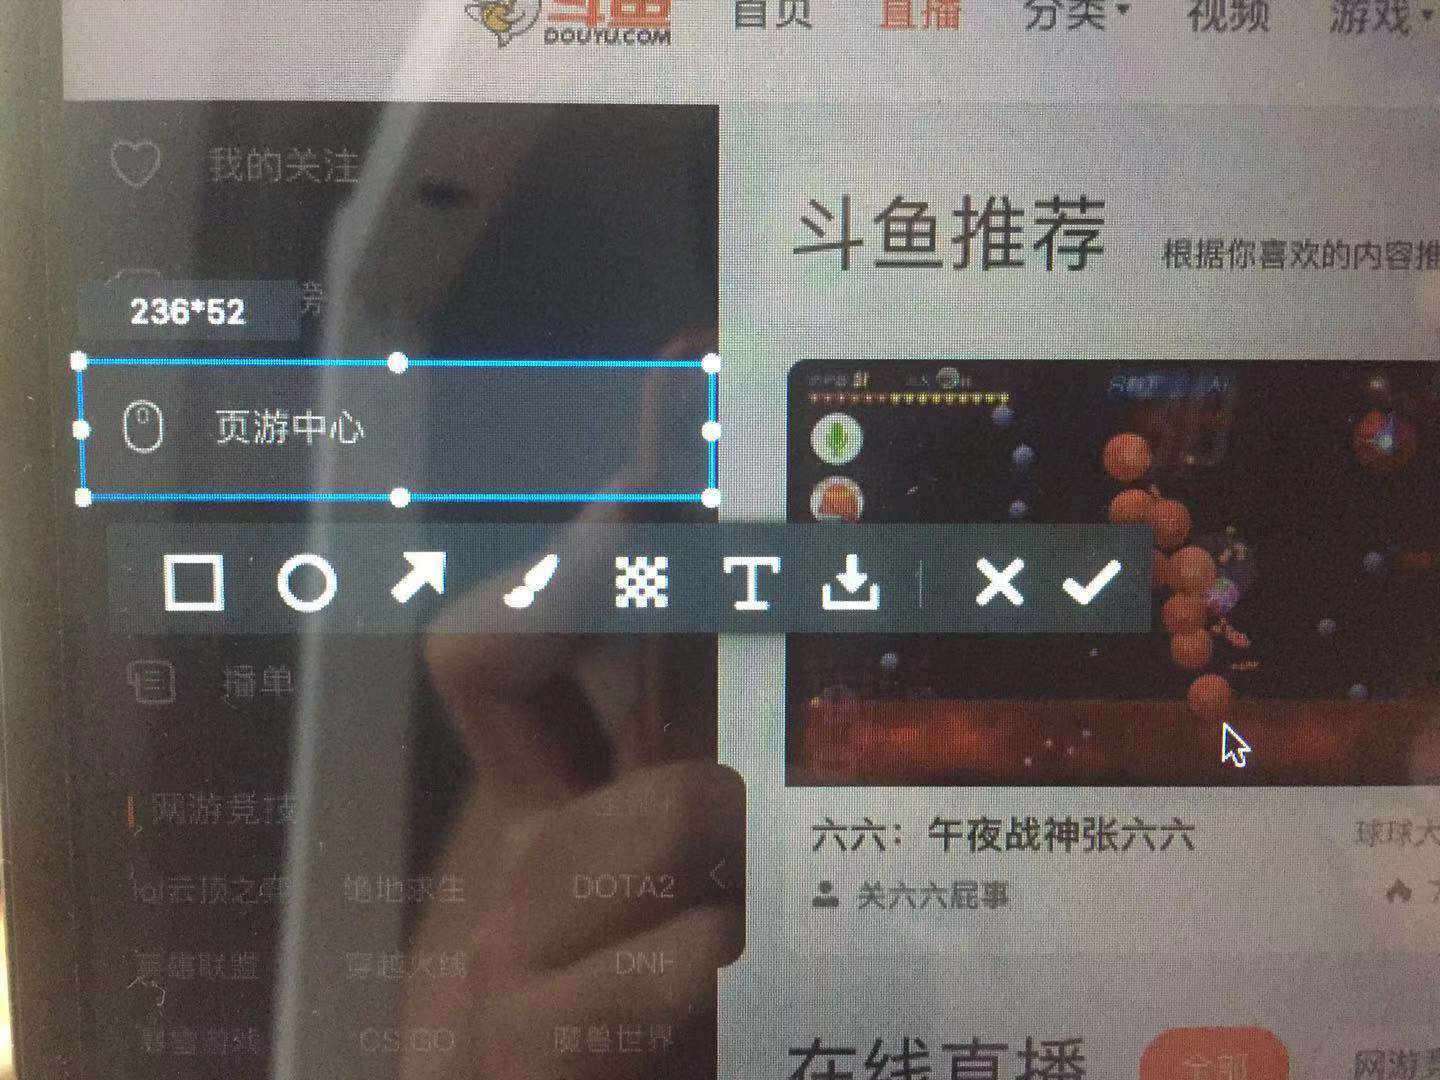 斗鱼
DOUYU.COM
首页 直播 分类 视频 游戏
我的关注
斗鱼推荐 根据你喜欢的内容推
236*52
页游中心
T
播单
网游竞技
lol云顶之弈 绝地求生 DOTA2
英雄联盟 穿越火线 DNF
CS:GO 魔兽世界
六六：午夜战神张六六 球球大
关六六屁事
在线直播 全部 网游竞